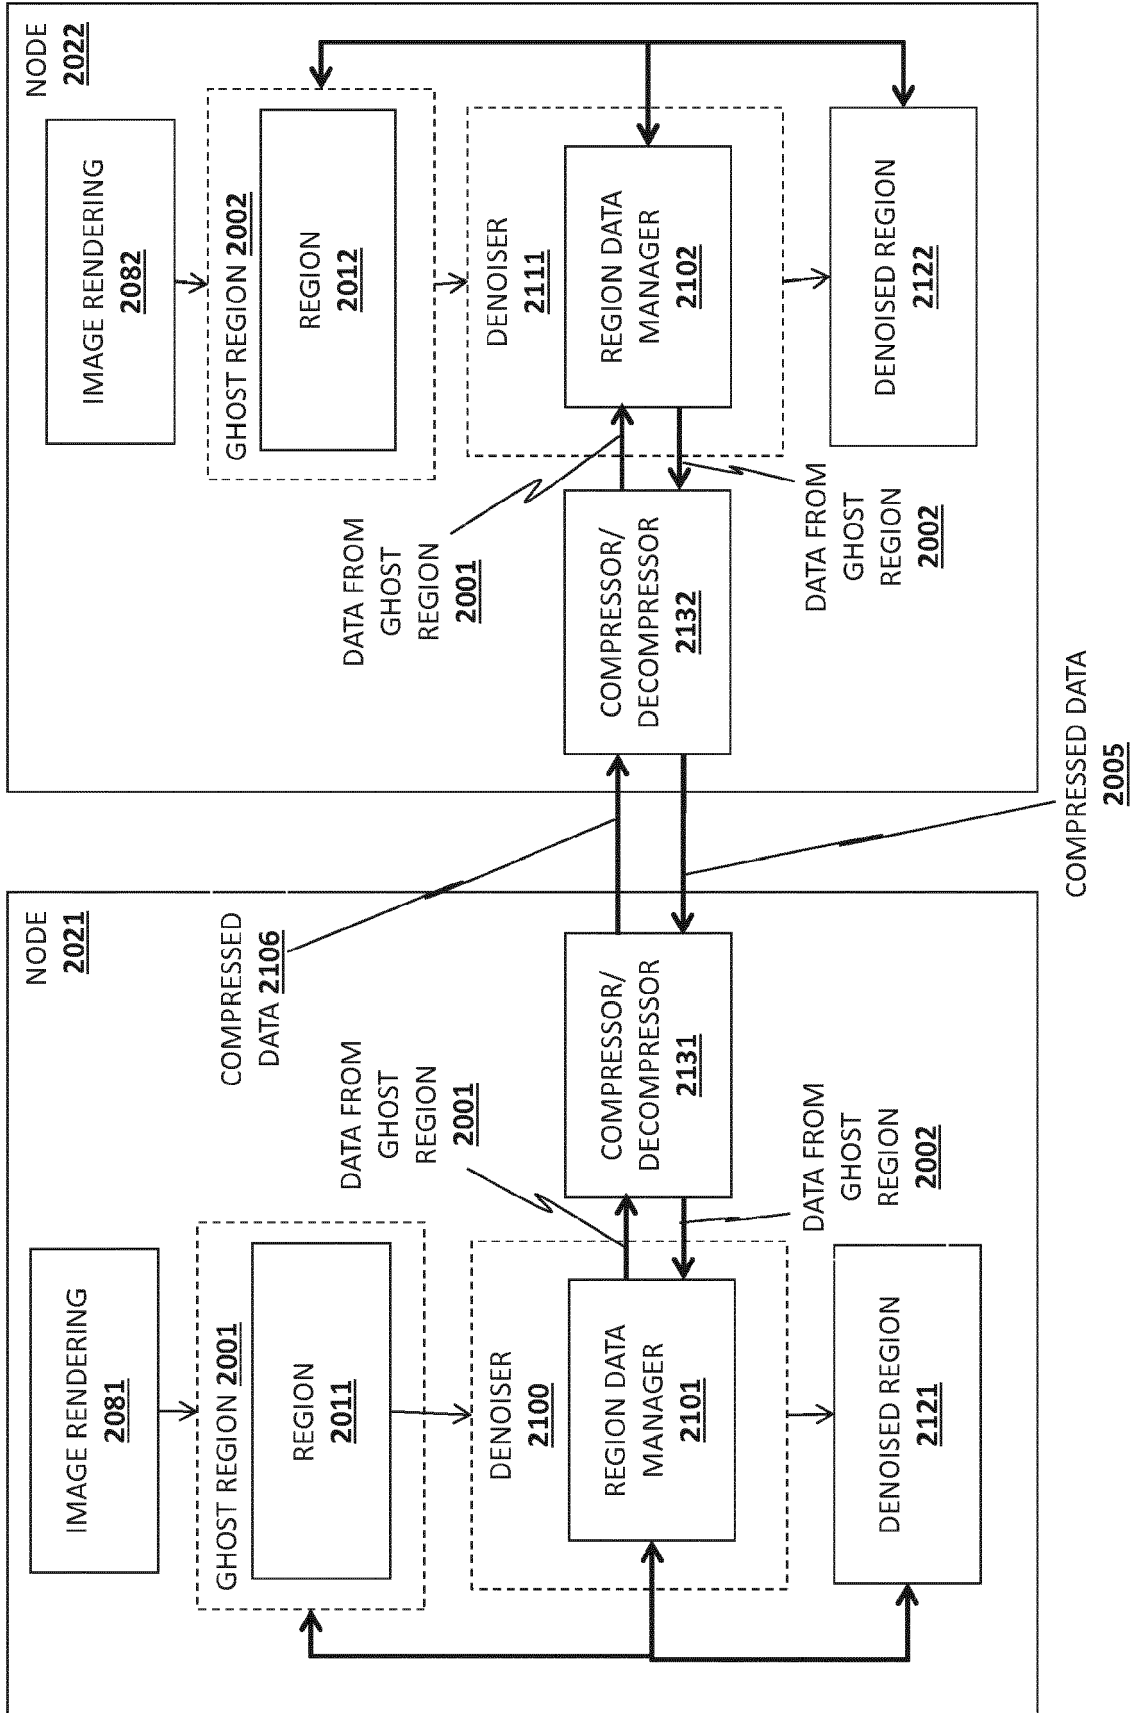 NODE
2021
IMAGE RENDERING
2081
GHOST REGION 2001
REGION
2011
DENOISER
2100
REGION DATA
MANAGER
2101
DENOISED REGION
2121
DATA FROM
GHOST
REGION
2001
COMPRESSOR/
DECOMPRESSOR
2131
DATA FROM
GHOST
REGION
2002
COMPRESSED
DATA 2106
COMPRESSED DATA
2005
NODE
2022
IMAGE RENDERING
2082
GHOST REGION 2002
REGION
2012
DENOISER
2111
REGION DATA
MANAGER
2102
DENOISED REGION
2122
DATA FROM
GHOST
REGION
2001
COMPRESSOR/
DECOMPRESSOR
2132
DATA FROM
GHOST
REGION
2002